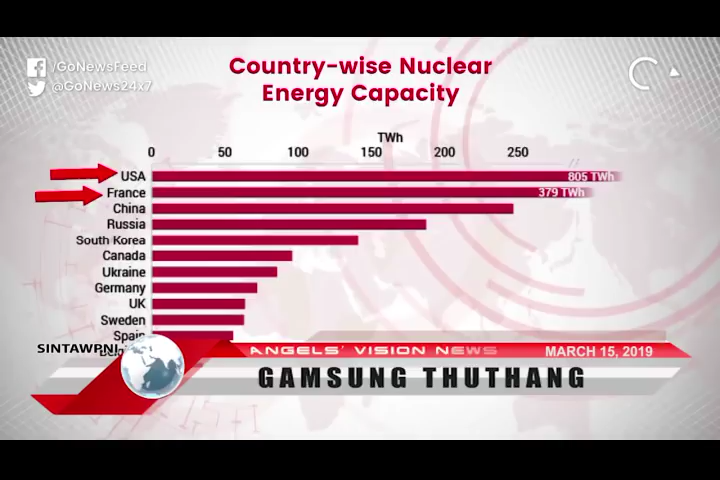 /GoNewsFeed
@GoNews24x7
Country-wise Nuclear
Energy Capacity
TWh
0 50 100 150 200 250
USA 805 TWh
France 379 TWh
China
Russia
South Korea
Canada
Ukraine
Germany
UK
Sweden
Spain
SINTAWPNI
ANGELS' VISION NEWS
MARCH 15, 2019
GAMSUNG THUTHANG